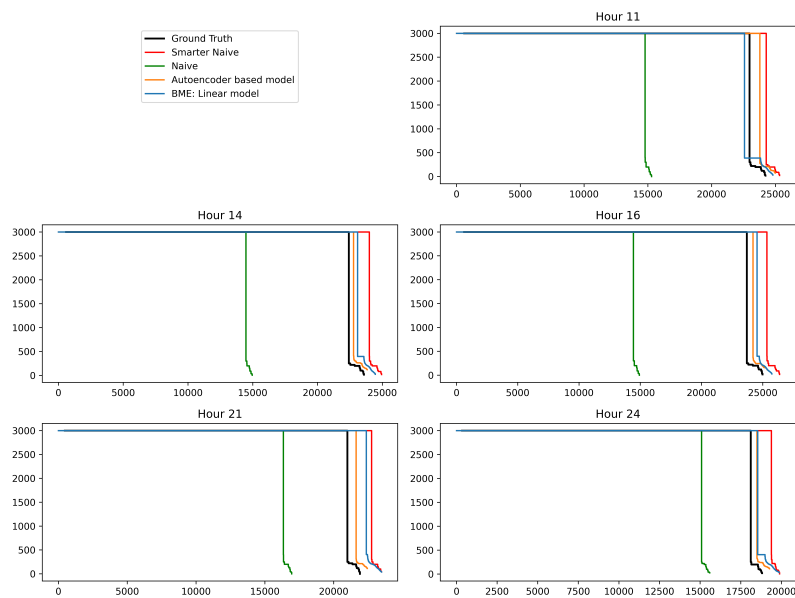 Ground Truth
Smarter Naive
Naive
Autoencoder based model
BME: Linear model
Hour 11
3000
2500
2000
1500
1000
500
0
0 5000 10000 15000 20000 25000
Hour 14
3000
2500
2000
1500
1000
500
0
0 5000 10000 15000 20000 25000
Hour 16
3000
2500
2000
1500
1000
500
0
0 5000 10000 15000 20000 25000
Hour 21
3000
2500
2000
1500
1000
500
0
0 5000 10000 15000 20000
Hour 24
3000
2500
2000
1500
1000
500
0
0 2500 5000 7500 10000 12500 15000 17500 20000